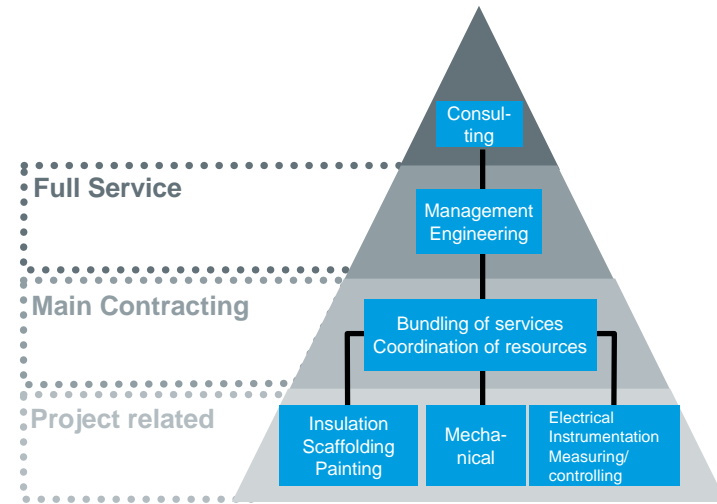 Consul-
ting
Full Service
Management
Engineering
Main Contracting
Bundling of services
Coordination of resources
Project related
Insulation
Scaffolding
Painting
Mecha-
nical
Electrical
Instrumentation
Measuring/
controlling